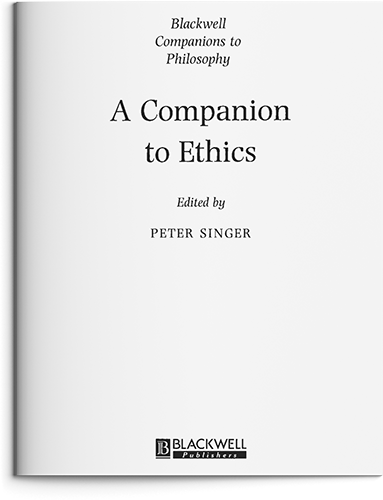 Blackwell
Companions to
Philosophy
A Companion
to Ethics
Edited by
PETER SINGER
B BLACKWELL
Publishers